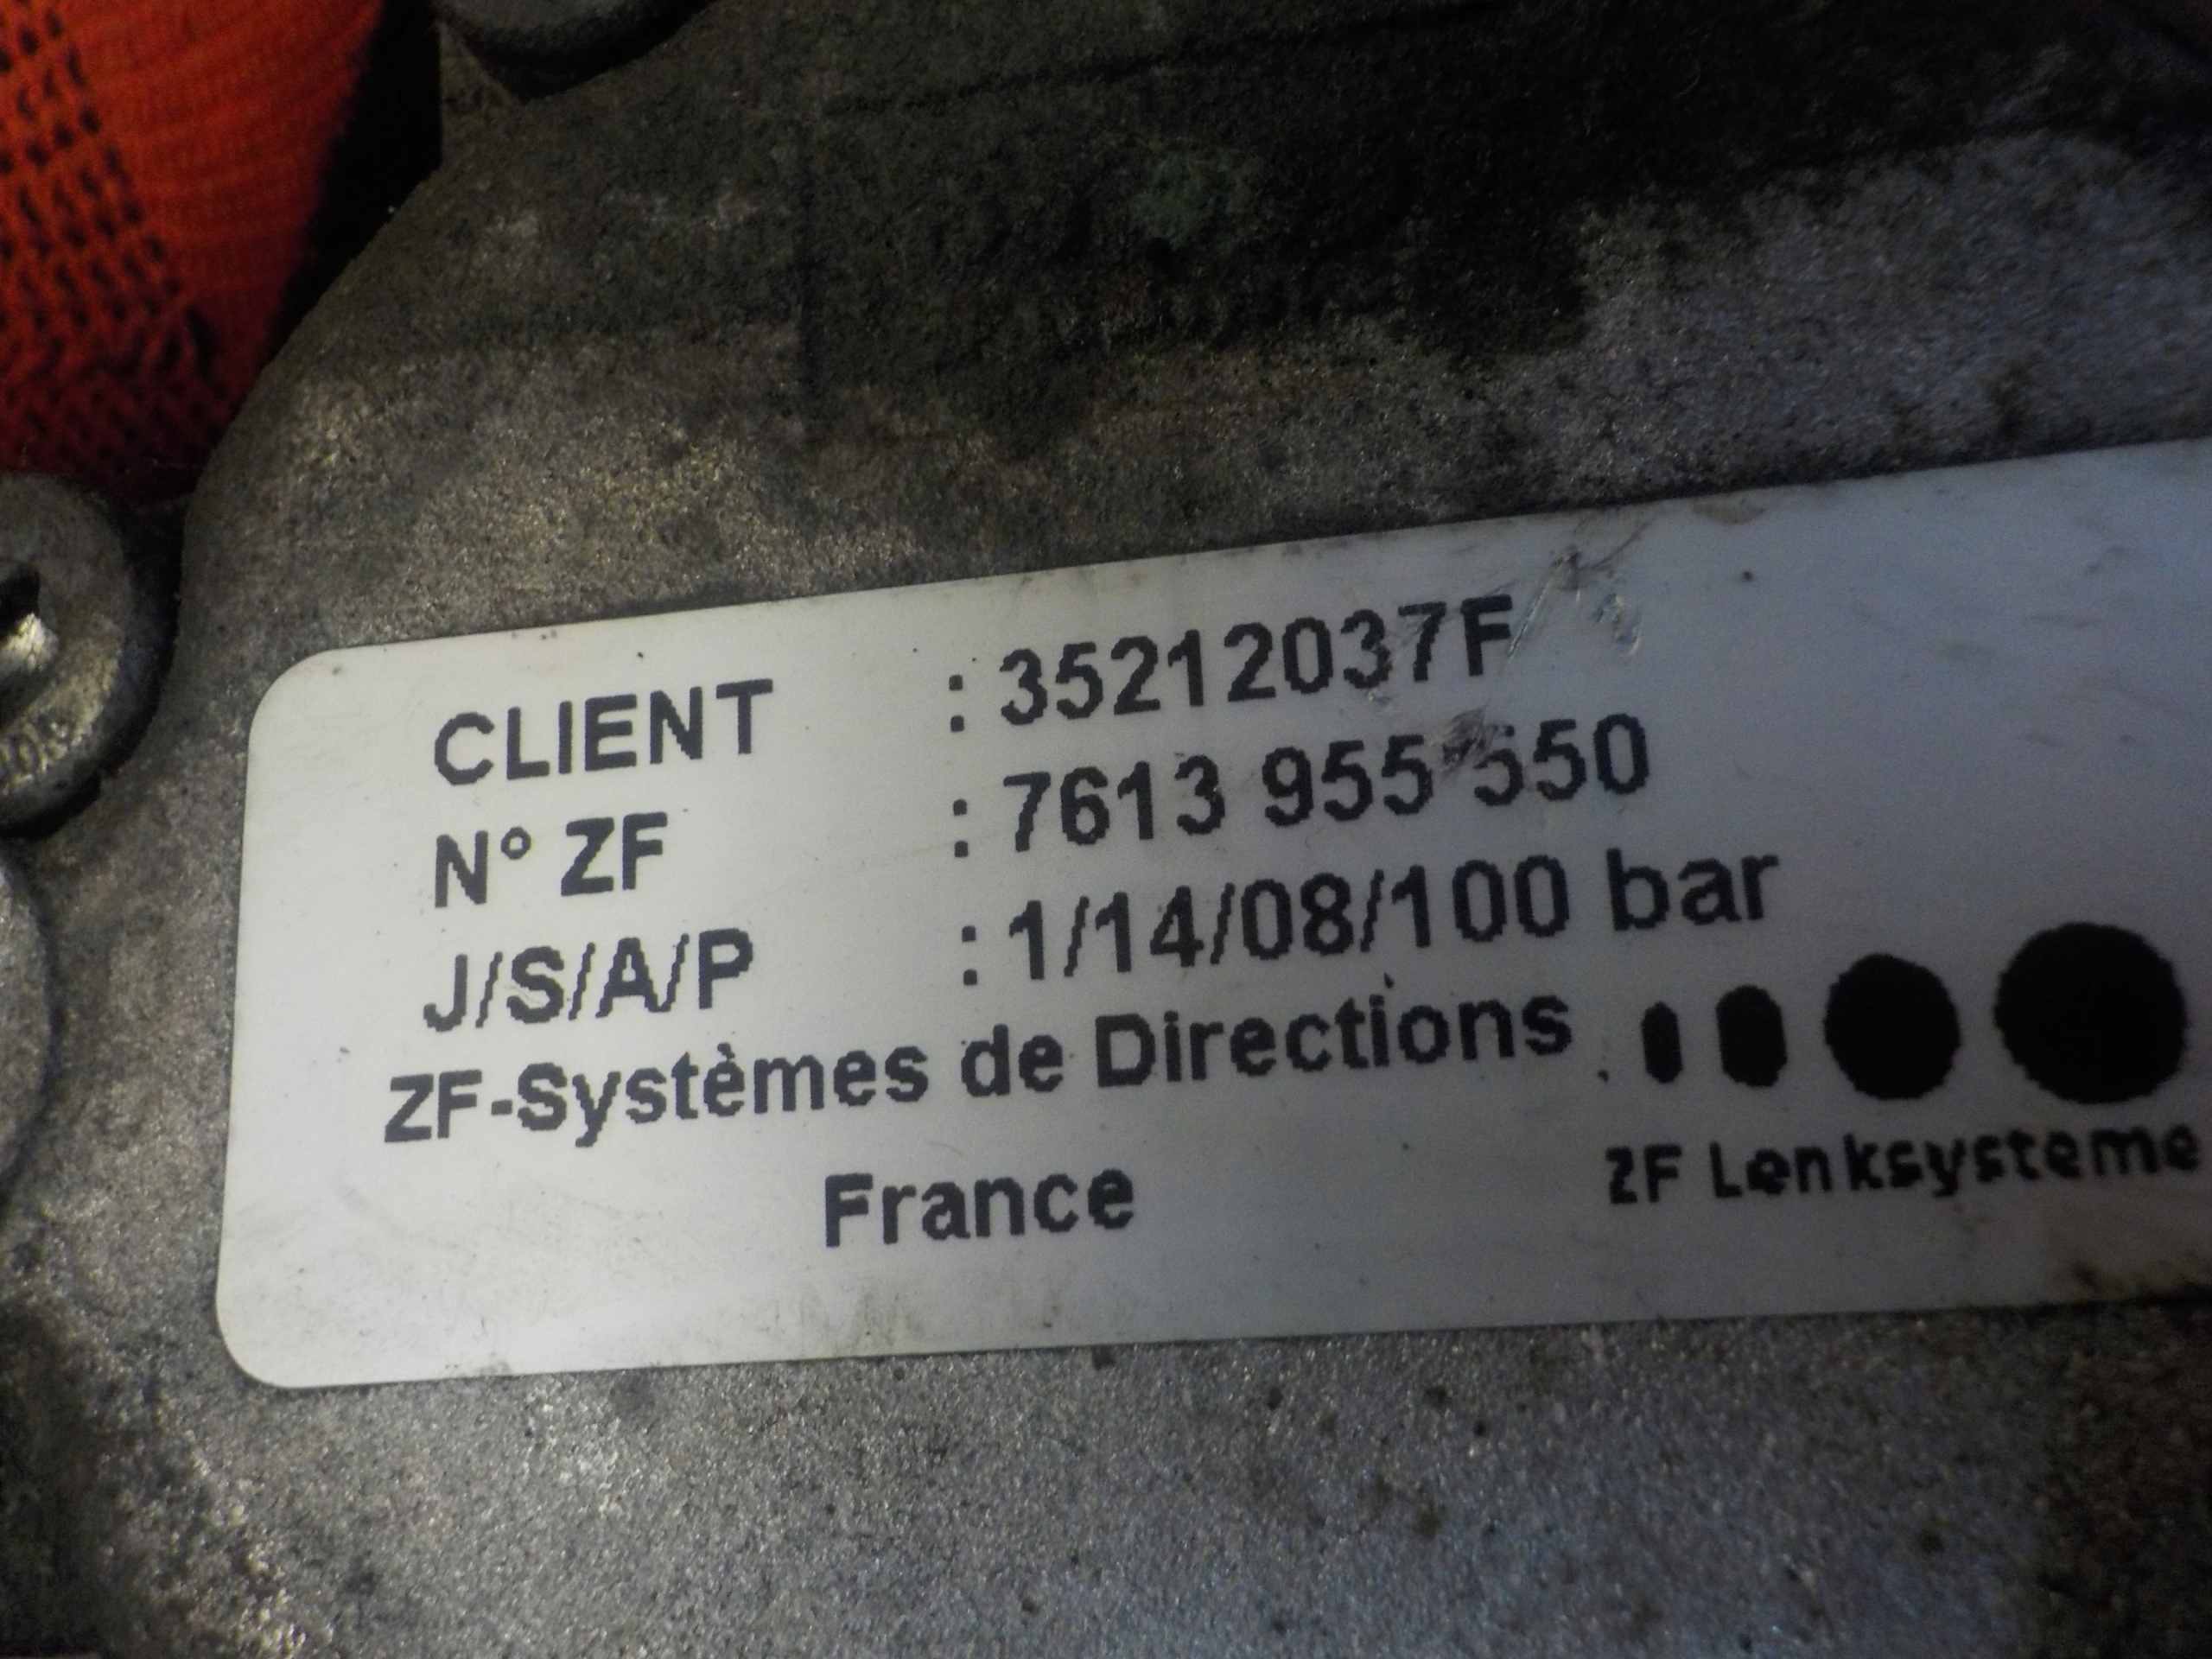 CLIENT : 35212037F
N° ZF : 7613 955 550
J/S/A/P : 1/14/08/100 bar
ZF-Systèmes de Directions
France
ZF Lenksysteme